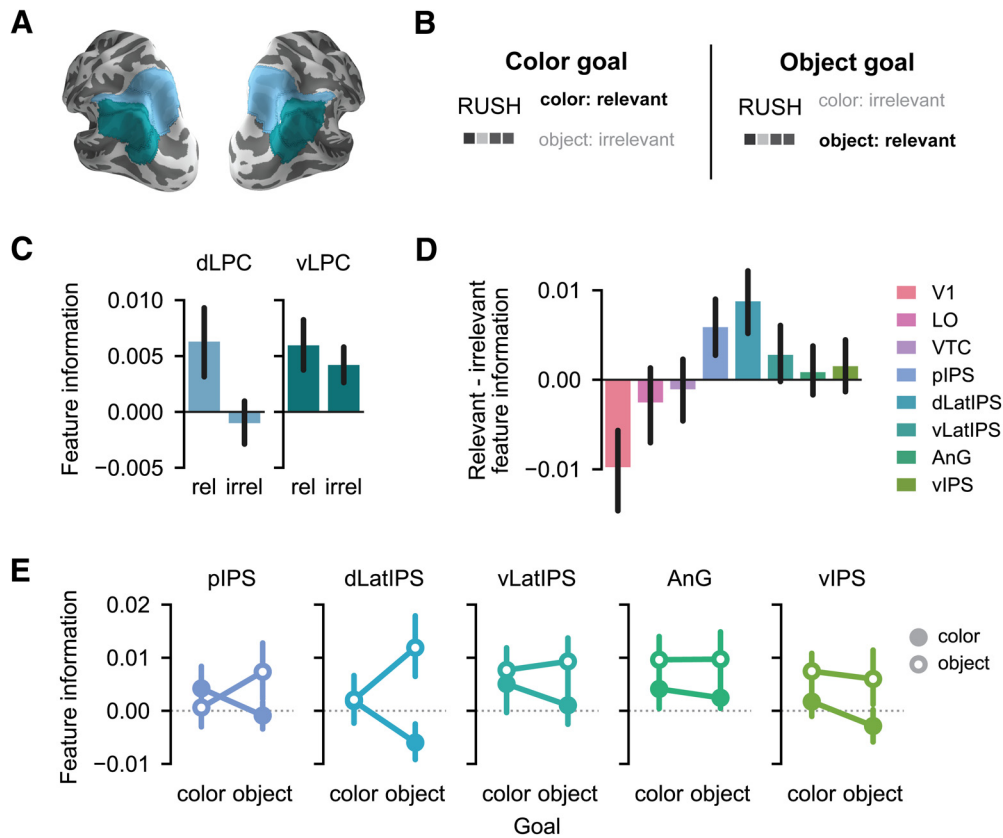 A
B
Color goal
RUSH
color: relevant
object: irrelevant
Object goal
RUSH
color: irrelevant
object: relevant
C
dLPC
vLPC
Feature information
0.010
0.005
0.000
−0.005
rel irrel
rel irrel
D
Relevant - irrelevant
feature information
0.01
0.00
−0.01
V1
LO
VTC
pIPS
dLatIPS
vLatIPS
AnG
vIPS
E
pIPS
dLatIPS
vLatIPS
AnG
vIPS
Feature information
0.02
0.01
0.00
−0.01
color object
color object
color object
color object
color object
Goal
color
object